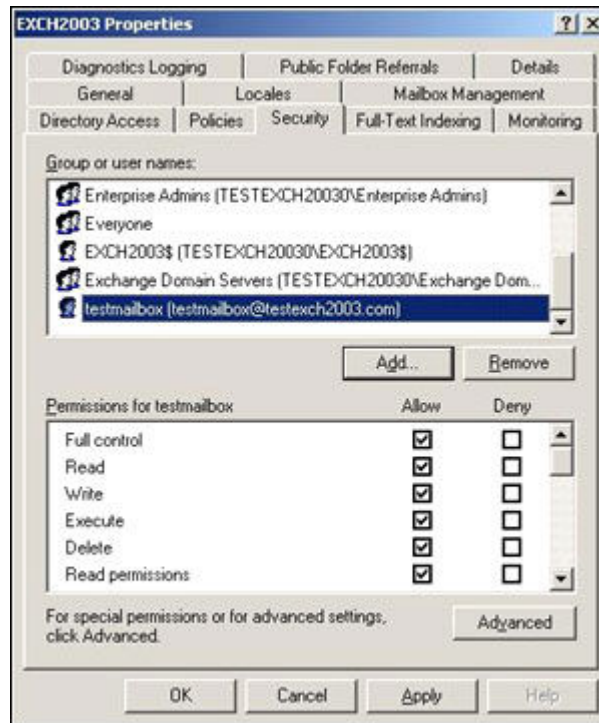 EXCH2003 Properties
Diagnostics Logging Public Folder Referrals Details
General Locales Mailbox Management
Directory Access Policies Security Full-Text Indexing Monitoring
Group or user names:
Enterprise Admins (TESTEXCH20030\Enterprise Admins)
Everyone
EXCH2003$ (TESTEXCH20030\EXCH2003$)
Exchange Domain Servers (TESTEXCH20030\Exchange Dom...
testmailbox (testmailbox@testexch2003.com)
Add... Remove
Permissions for testmailbox Allow Deny
Full control
Read
Write
Execute
Delete
Read permissions
For special permissions or for advanced settings,
click Advanced.
Advanced
OK Cancel Apply Help